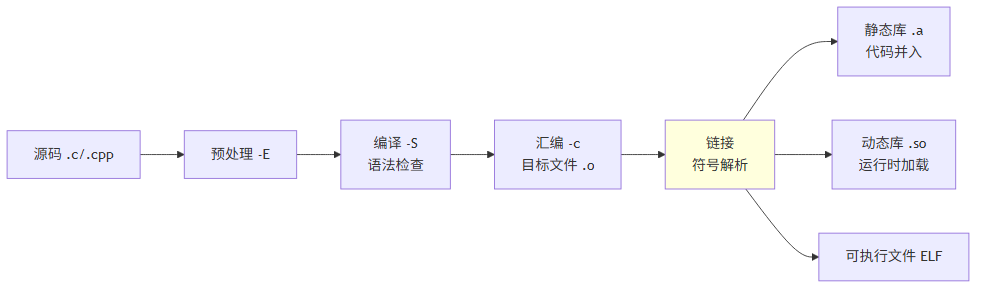 源码 .c/.cpp
预处理 -E
编译 -S
语法检查
汇编 -c
目标文件 .o
链接
符号解析
静态库 .a
代码并入
动态库 .so
运行时加载
可执行文件 ELF